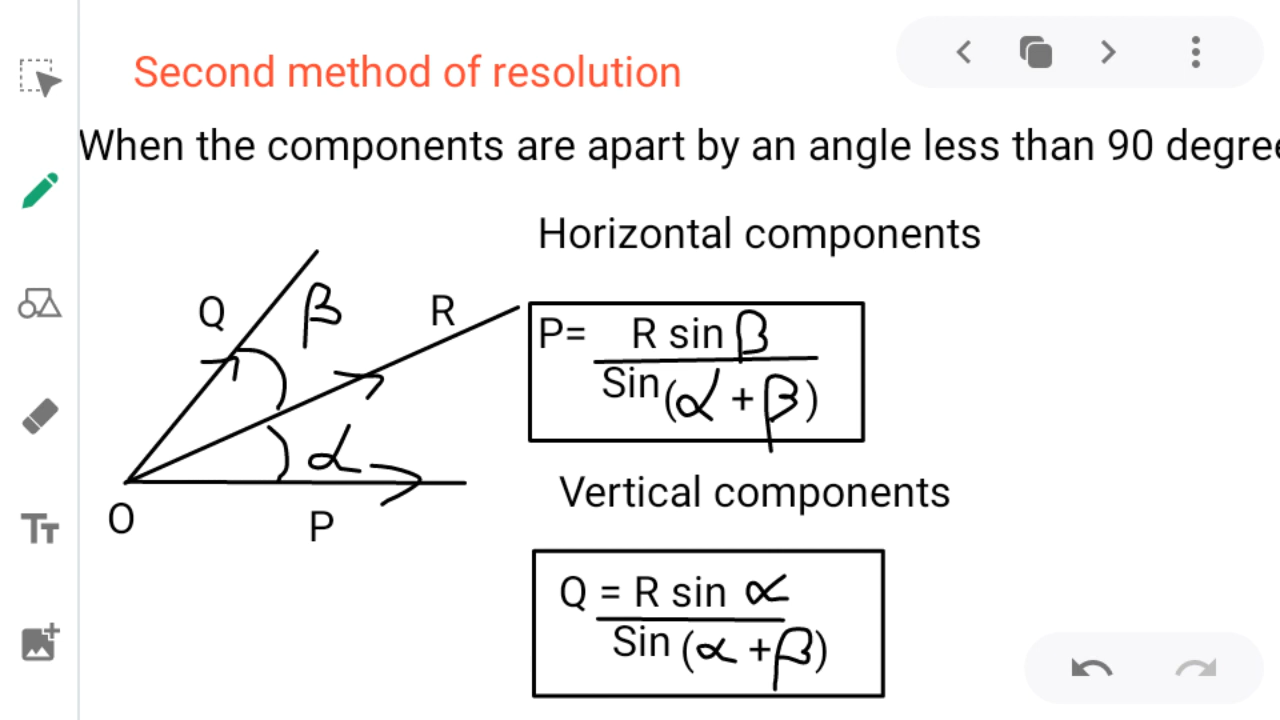 Second method of resolution
When the components are apart by an angle less than 90 degree
Horizontal components
Q β R
P= R sin β
Sin (α + β)
α
O P
Vertical components
Q = R sin α
Sin (α + β)
Tт